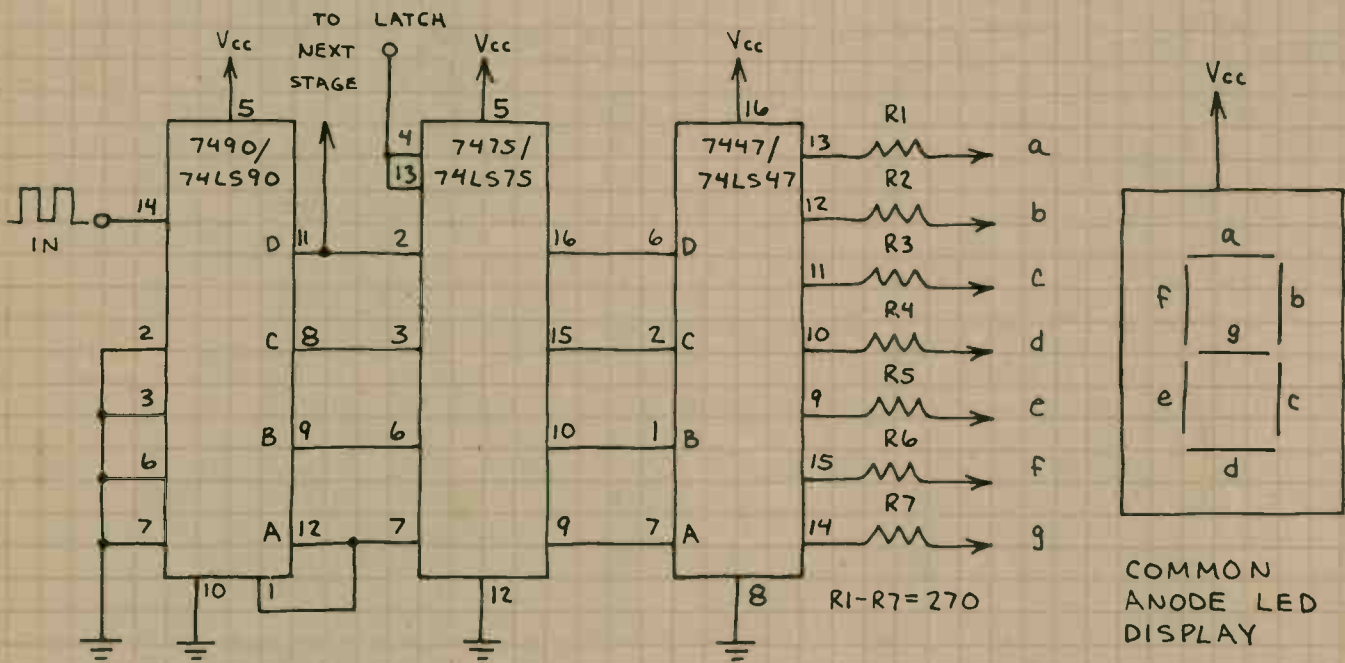 TO LATCH
NEXT
STAGE
Vcc
Vcc
Vcc
Vcc
5
5
16
7490/
74LS90
4
13
7475/
74LS75
7447/
74LS47
13
R1
a
14
IN
12
R2
b
D
11
2
16
6
D
11
R3
c
2
C
8
3
15
2
C
10
R4
d
3
9
R5
e
B
9
6
10
1
B
6
15
R6
f
7
A
12
7
9
7
A
14
R7
g
10
1
12
8
R1-R7=270
a
f
b
g
e
c
d
COMMON
ANODE LED
DISPLAY